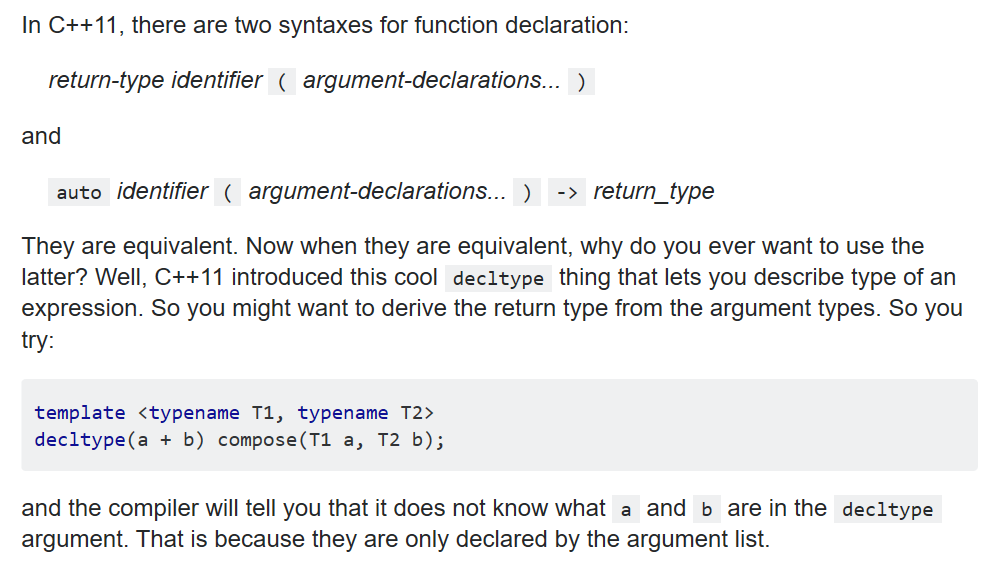 In C++11, there are two syntaxes for function declaration:
return-type identifier ( argument-declarations... )
and
auto identifier ( argument-declarations... ) -> return_type
They are equivalent. Now when they are equivalent, why do you ever want to use the
latter? Well, C++11 introduced this cool decltype thing that lets you describe type of an
expression. So you might want to derive the return type from the argument types. So you
try:
template <typename T1, typename T2>
decltype(a + b) compose(T1 a, T2 b);
and the compiler will tell you that it does not know what a and b are in the decltype
argument. That is because they are only declared by the argument list.